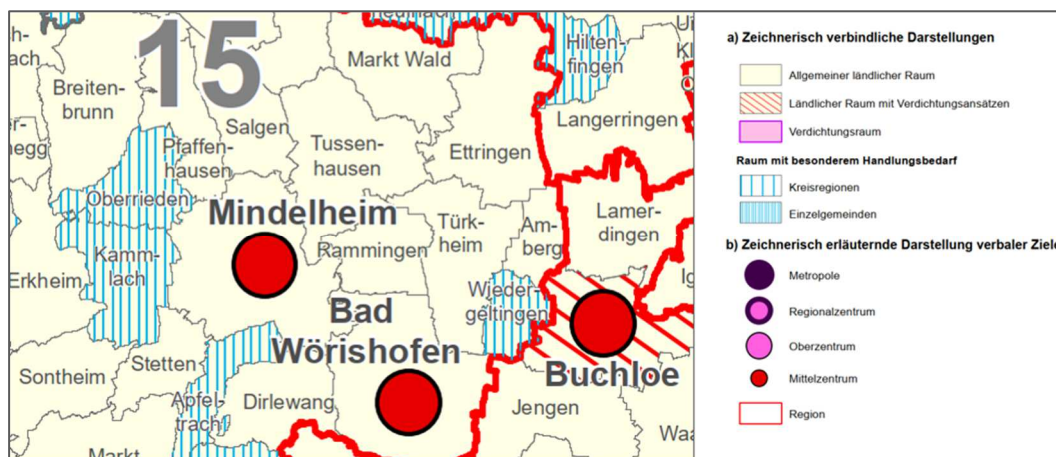 15
Markt Wald
Hilten-
fingen
Breiten-
brunn
Salgen
Pfaffen-
hausen
Tussen-
hausen
Ettringen
Langerringen
Oberrieden
Mindelheim
Rammingen
Türk-
heim
Am-
berg
Lamer-
dingen
Erkheim
Kamm-
lach
Bad
Wörishofen
Wieder-
geltingen
Buchloe
Stetten
Sontheim
Apfel-
trach
Dirlewang
Jengen
Markt
a) Zeichnerisch verbindliche Darstellungen
Allgemeiner ländlicher Raum
Ländlicher Raum mit Verdichtungsansätzen
Verdichtungsraum
Raum mit besonderem Handlungsbedarf
Kreisregionen
Einzelgemeinden
b) Zeichnerisch erläuternde Darstellung verbaler Ziele
Metropole
Regionalzentrum
Oberzentrum
Mittelzentrum
Region